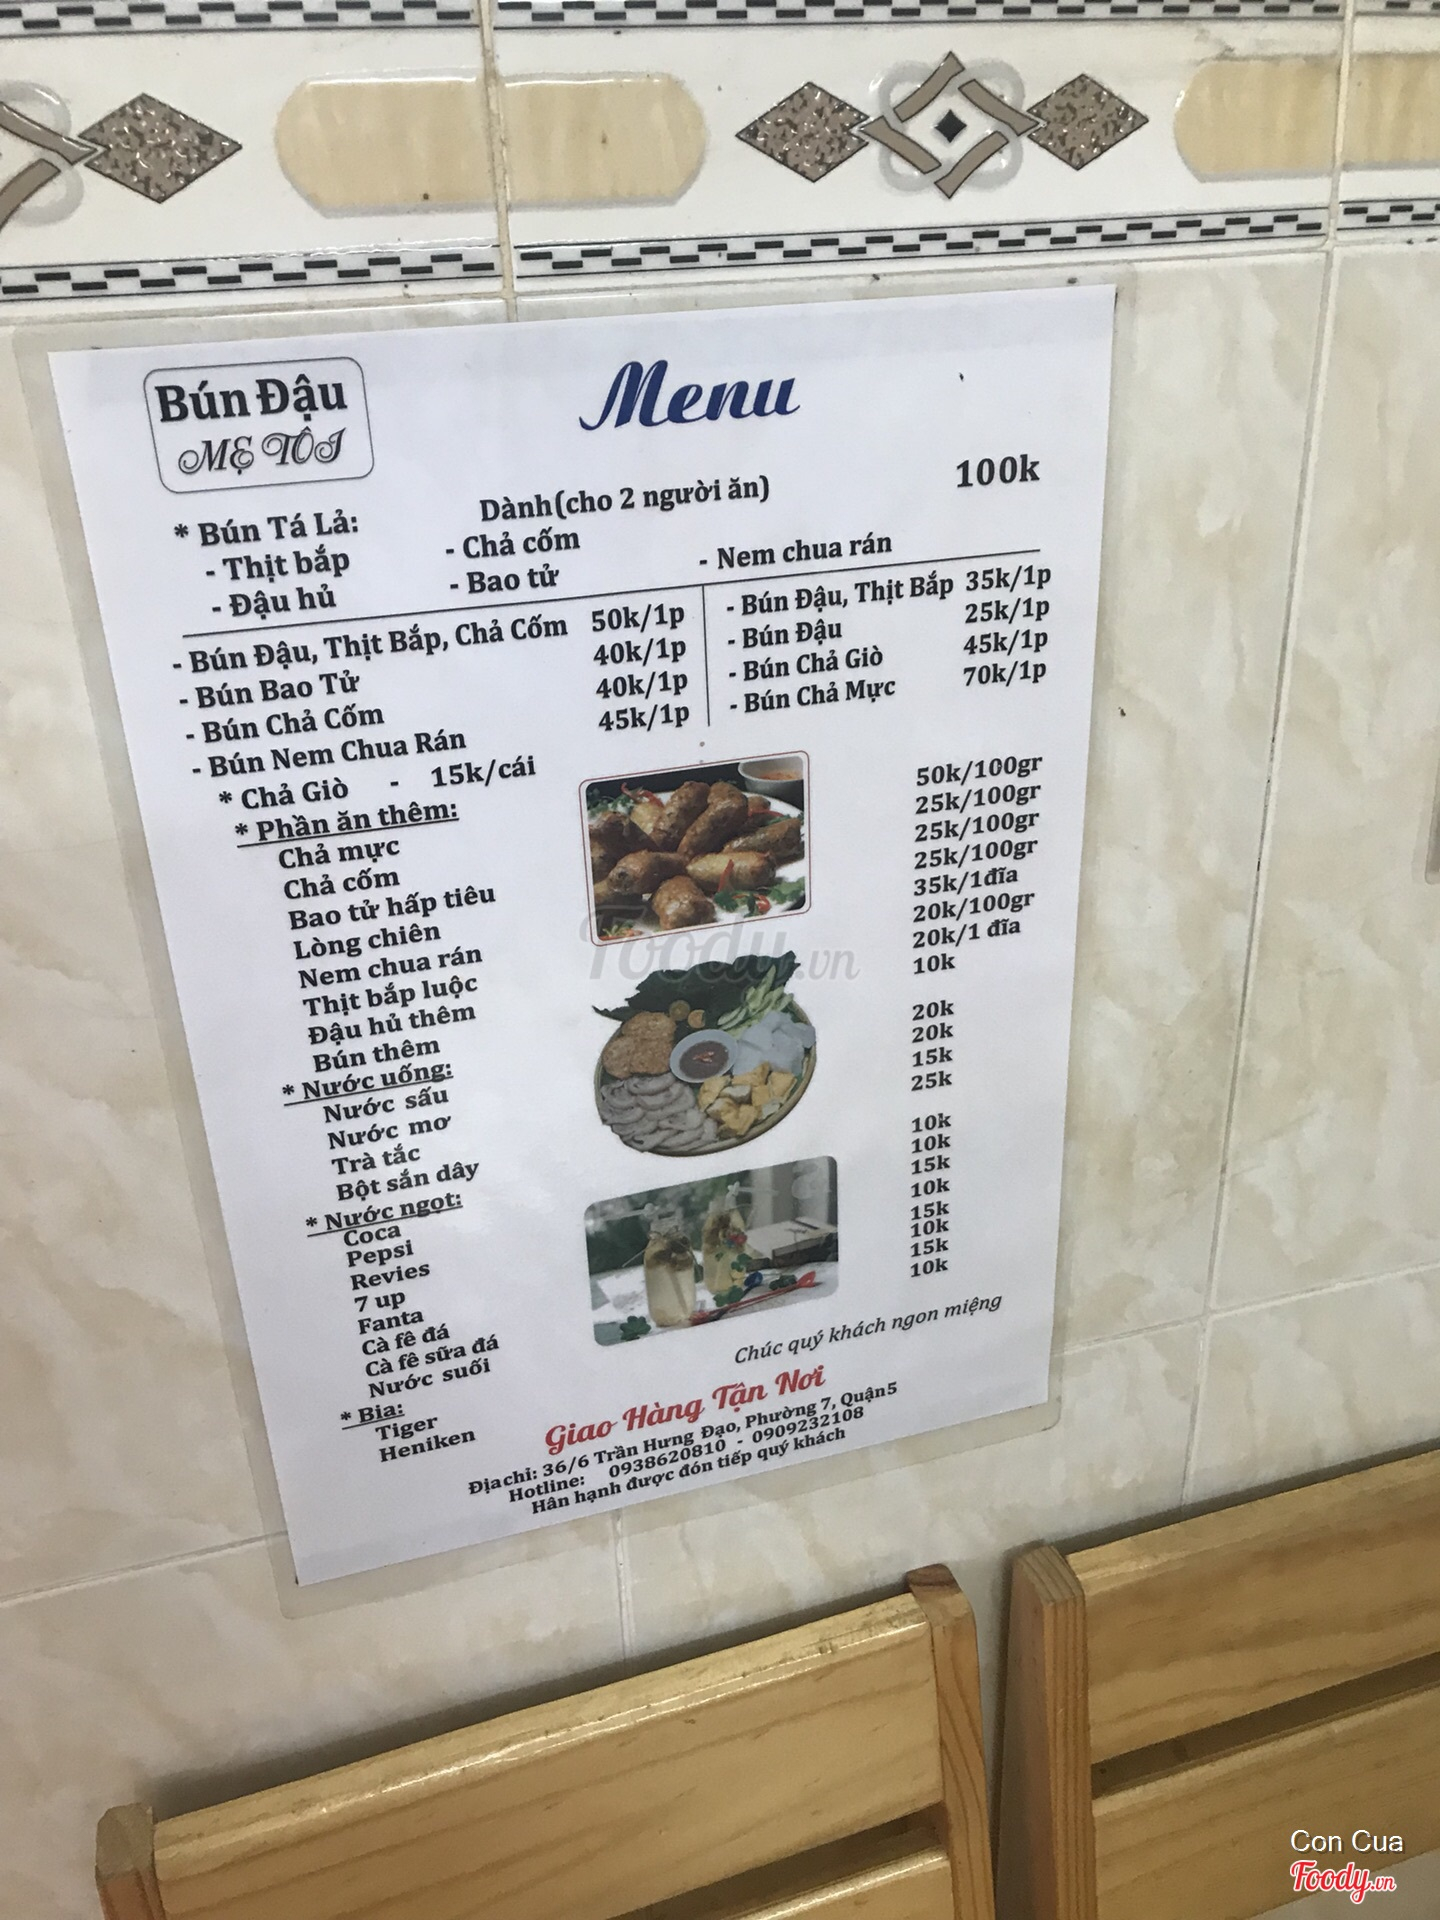 Bún Đậu
MẸ TÔI
Menu
* Bún Tá Lả: Dành(cho 2 người ăn) 100k
- Thịt bắp - Chả cốm - Nem chua rán
- Đậu hủ - Bao tử
- Bún Đậu, Thịt Bắp, Chả Cốm 50k/1p
- Bún Bao Tử 40k/1p
- Bún Chả Cốm 40k/1p
- Bún Nem Chua Rán 45k/1p
- Bún Đậu, Thịt Bắp 35k/1p
- Bún Đậu 25k/1p
- Bún Chả Giò 45k/1p
- Bún Chả Mực 70k/1p
* Chả Giò - 15k/cái
* Phần ăn thêm:
Chả mực 50k/100gr
Chả cốm 25k/100gr
Bao tử hấp tiêu 25k/100gr
Lòng chiên 25k/100gr
Nem chua rán 35k/1đĩa
Thịt bắp luộc 20k/100gr
Đậu hủ thêm 20k/1 đĩa
Bún thêm 10k
* Nước uống:
Nước sấu 20k
Nước mơ 20k
Trà tắc 15k
Bột sắn dây 25k
* Nước ngọt:
Coca 10k
Pepsi 10k
Revies 15k
7 up 10k
Fanta 15k
Cà fê đá 10k
Cà fê sữa đá 15k
Nước suối 10k
* Bia:
Tiger
Heniken
Chúc quý khách ngon miệng
Giao Hàng Tận Nơi
Địa chỉ: 36/6 Trần Hưng Đạo, Phường 7, Quận5
Hotline: 0938620810 - 0909232108
Hân hạnh được đón tiếp quý khách
Foody.vn
Con Cua
Foody.vn